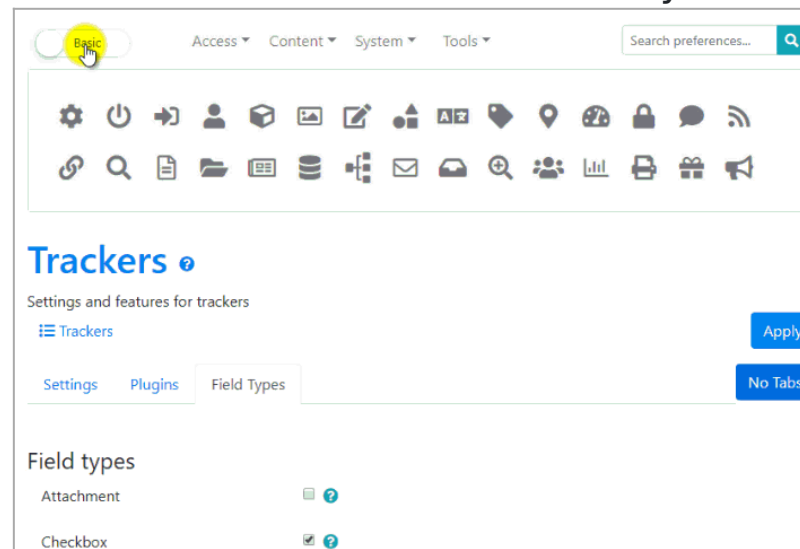 Basic
Access Content System Tools Search preferences...
Trackers
Settings and features for trackers
Trackers
Apply
Settings Plugins Field Types No Tabs
Field types
Attachment
Checkbox